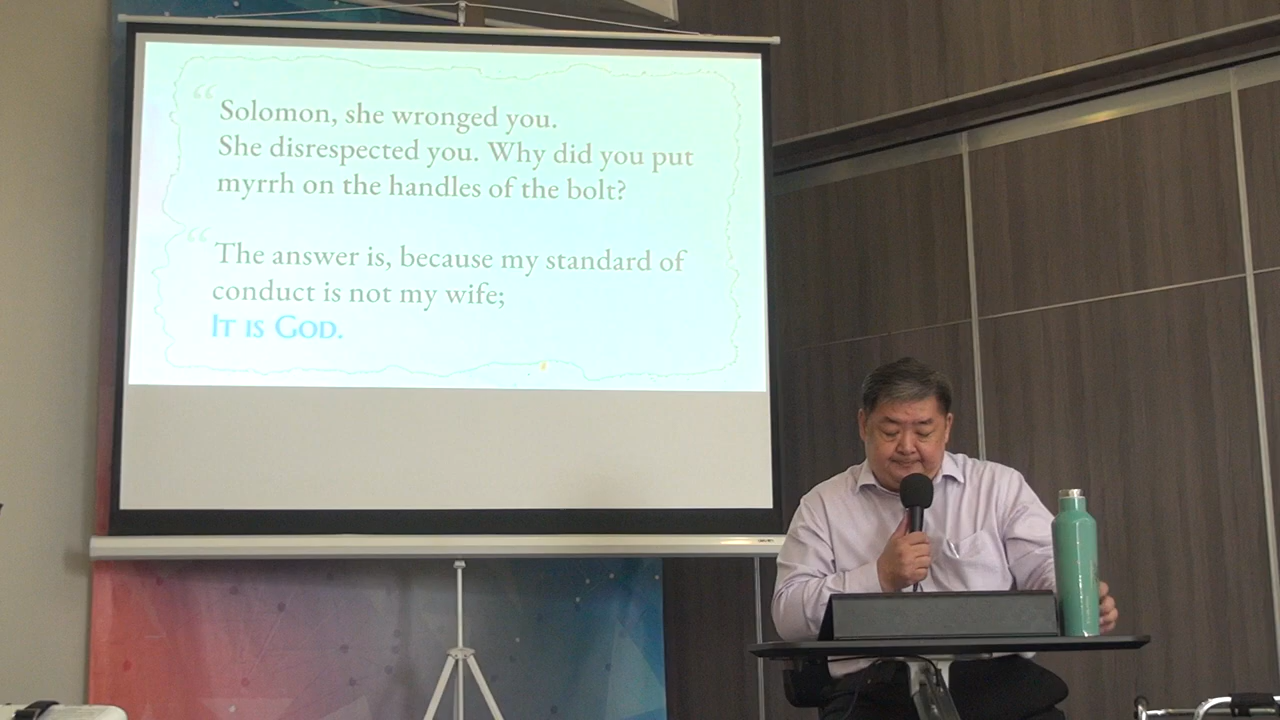 “Solomon, she wronged you.
She disrespected you. Why did you put
myrrh on the handles of the bolt?
“The answer is, because my standard of
conduct is not my wife;
IT IS GOD.